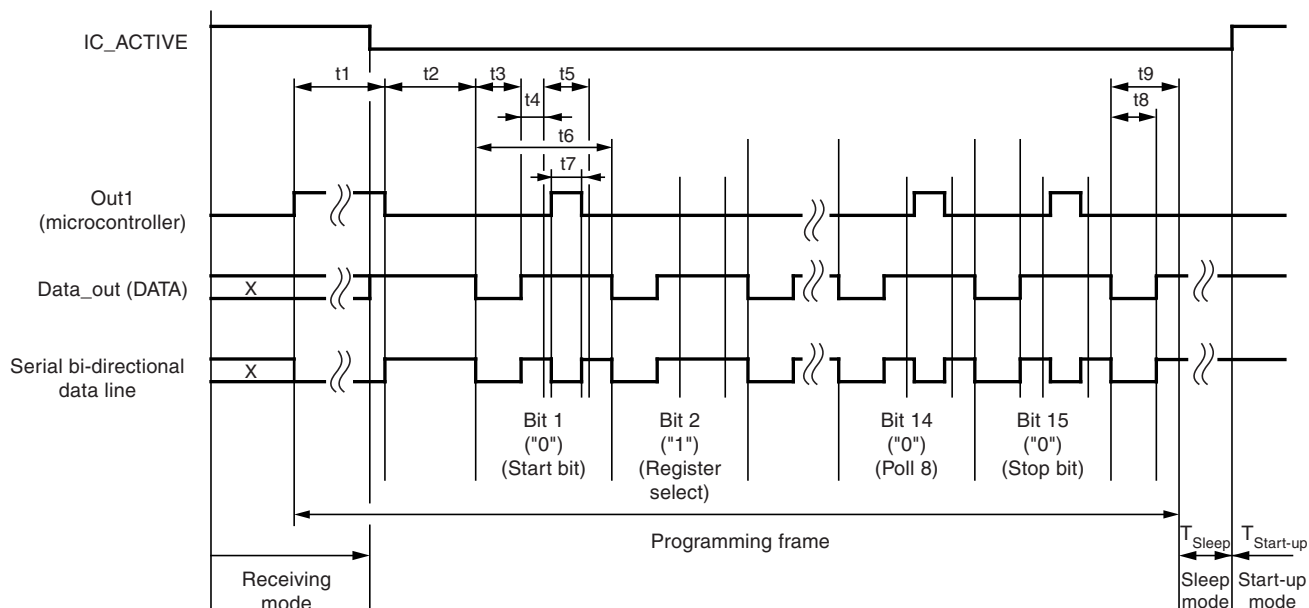 IC_ACTIVE
t1
t2
t3
t5
t9
t4
t8
t6
t7
Out1
(microcontroller)
Data_out (DATA)
X
Serial bi-directional
data line
X
Bit 1
("0")
(Start bit)
Bit 2
("1")
(Register
select)
Bit 14
("0")
(Poll 8)
Bit 15
("0")
(Stop bit)
Programming frame
TSleep
TStart-up
Receiving
mode
Sleep
mode
Start-up
mode